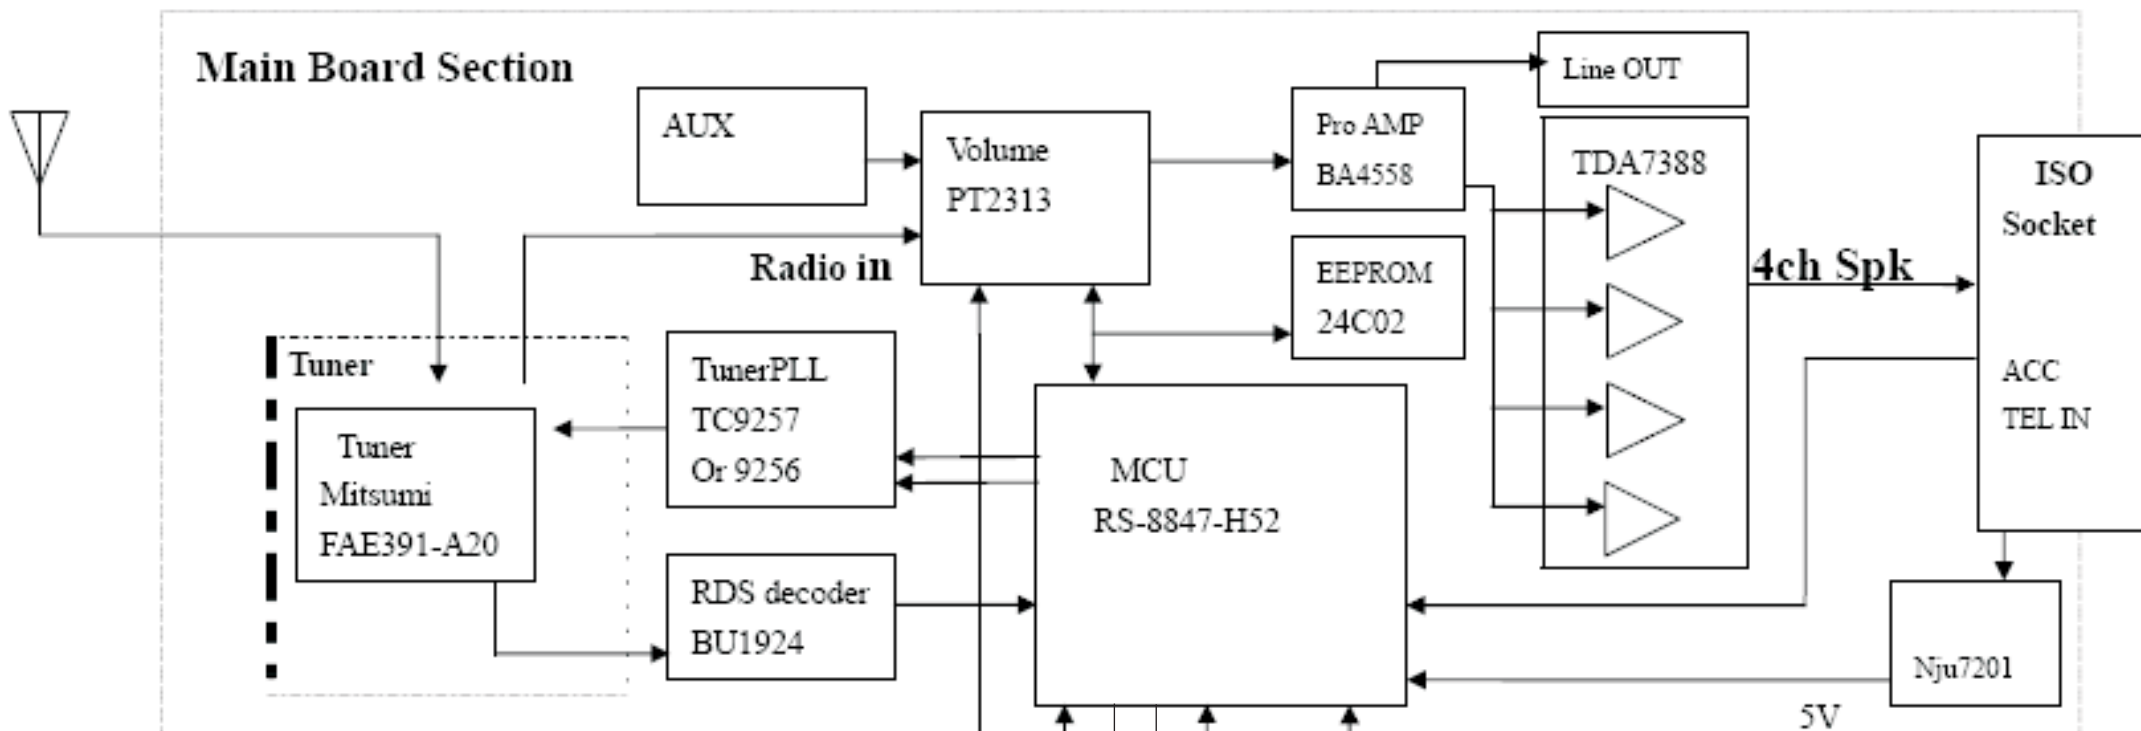 Main Board Section
Line OUT
AUX
Volume
PT2313
Pro AMP
BA4558
TDA7388
ISO
Socket
Radio in
EEPROM
24C02
4ch Spk
Tuner
TunerPLL
TC9257
Or 9256
ACC
TEL IN
Tuner
Mitsumi
FAE391-A20
MCU
RS-8847-H52
RDS decoder
BU1924
Nju7201
5V